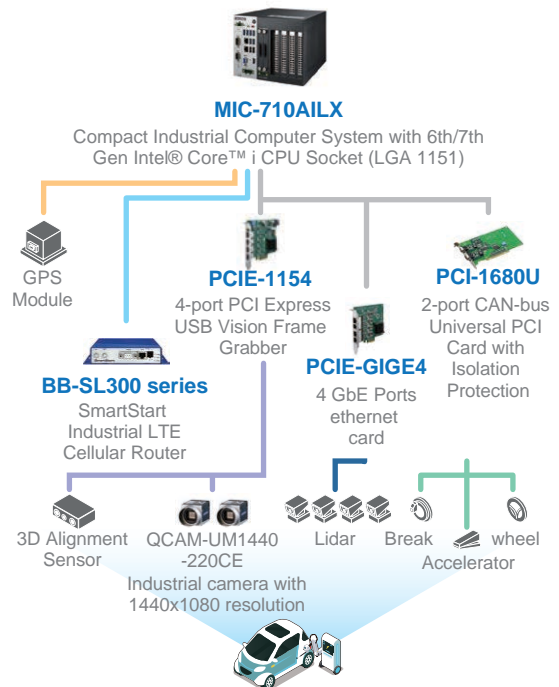 MIC-710AILX
Compact Industrial Computer System with 6th/7th
Gen Intel® Core™ i CPU Socket (LGA 1151)
GPS
Module
BB-SL300 series
SmartStart
Industrial LTE
Cellular Router
PCIE-1154
4-port PCI Express
USB Vision Frame
Grabber
PCIE-GIGE4
4 GbE Ports
ethernet
card
PCI-1680U
2-port CAN-bus
Universal PCI
Card with
Isolation
Protection
3D Alignment
Sensor
QCAM-UM1440
-220CE
Industrial camera with
1440x1080 resolution
Lidar
Break
Accelerator
wheel